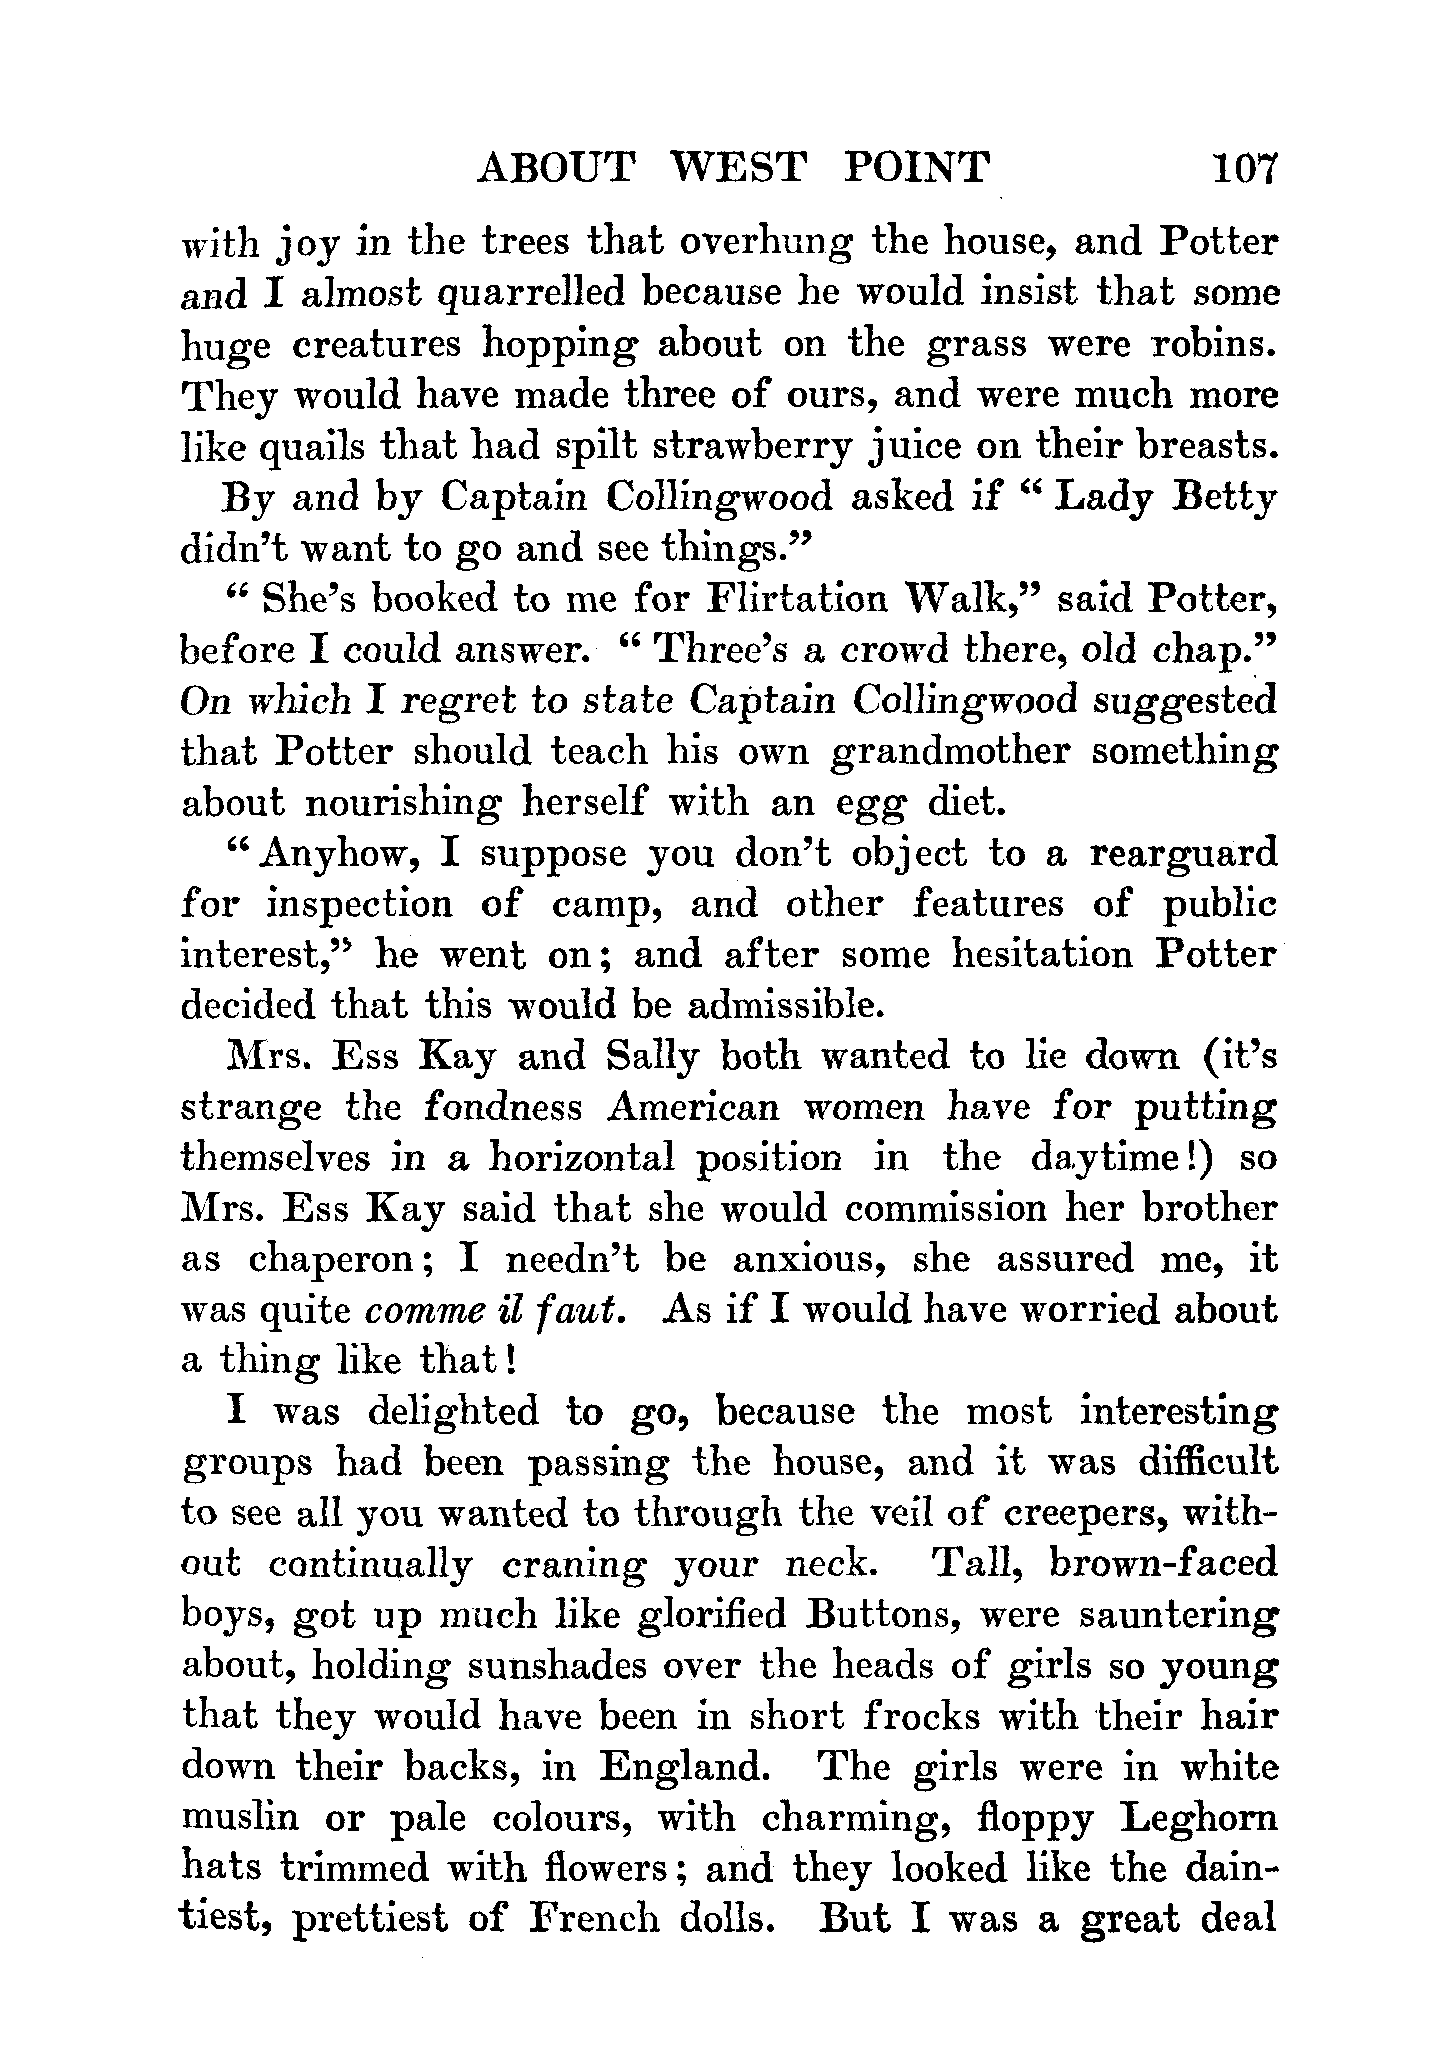 ABOUT WEST POINT 107
with joy in the trees that overhung the house, and Potter
and I almost quarrelled because he would insist that some
huge creatures hopping about on the grass were robins.
They would have made three of ours, and were much more
like quails that had spilt strawberry juice on their breasts.
By and by Captain Collingwood asked if “ Lady Betty
didn’t want to go and see things.”
“ She’s booked to me for Flirtation Walk,” said Potter,
before I could answer. “ Three’s a crowd there, old chap.”
On which I regret to state Captain Collingwood suggested
that Potter should teach his own grandmother something
about nourishing herself with an egg diet.
“ Anyhow, I suppose you don’t object to a rearguard
for inspection of camp, and other features of public
interest,” he went on; and after some hesitation Potter
decided that this would be admissible.
Mrs. Ess Kay and Sally both wanted to lie down (it’s
strange the fondness American women have for putting
themselves in a horizontal position in the daytime!) so
Mrs. Ess Kay said that she would commission her brother
as chaperon; I needn’t be anxious, she assured me, it
was quite comme il faut. As if I would have worried about
a thing like that!
I was delighted to go, because the most interesting
groups had been passing the house, and it was difficult
to see all you wanted to through the veil of creepers, with-
out continually craning your neck. Tall, brown-faced
boys, got up much like glorified Buttons, were sauntering
about, holding sunshades over the heads of girls so young
that they would have been in short frocks with their hair
down their backs, in England. The girls were in white
muslin or pale colours, with charming, floppy Leghorn
hats trimmed with flowers; and they looked like the dain-
tiest, prettiest of French dolls. But I was a great deal